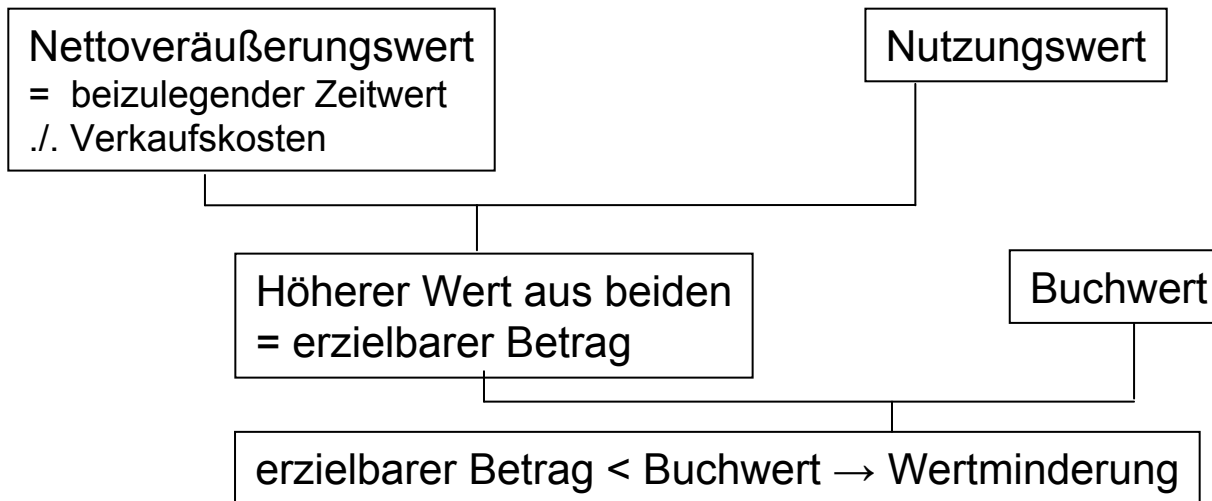 Nettoveräußerungswert
= beizulegender Zeitwert
./. Verkaufskosten
Nutzungswert
Höherer Wert aus beiden
= erzielbarer Betrag
Buchwert
erzielbarer Betrag < Buchwert → Wertminderung